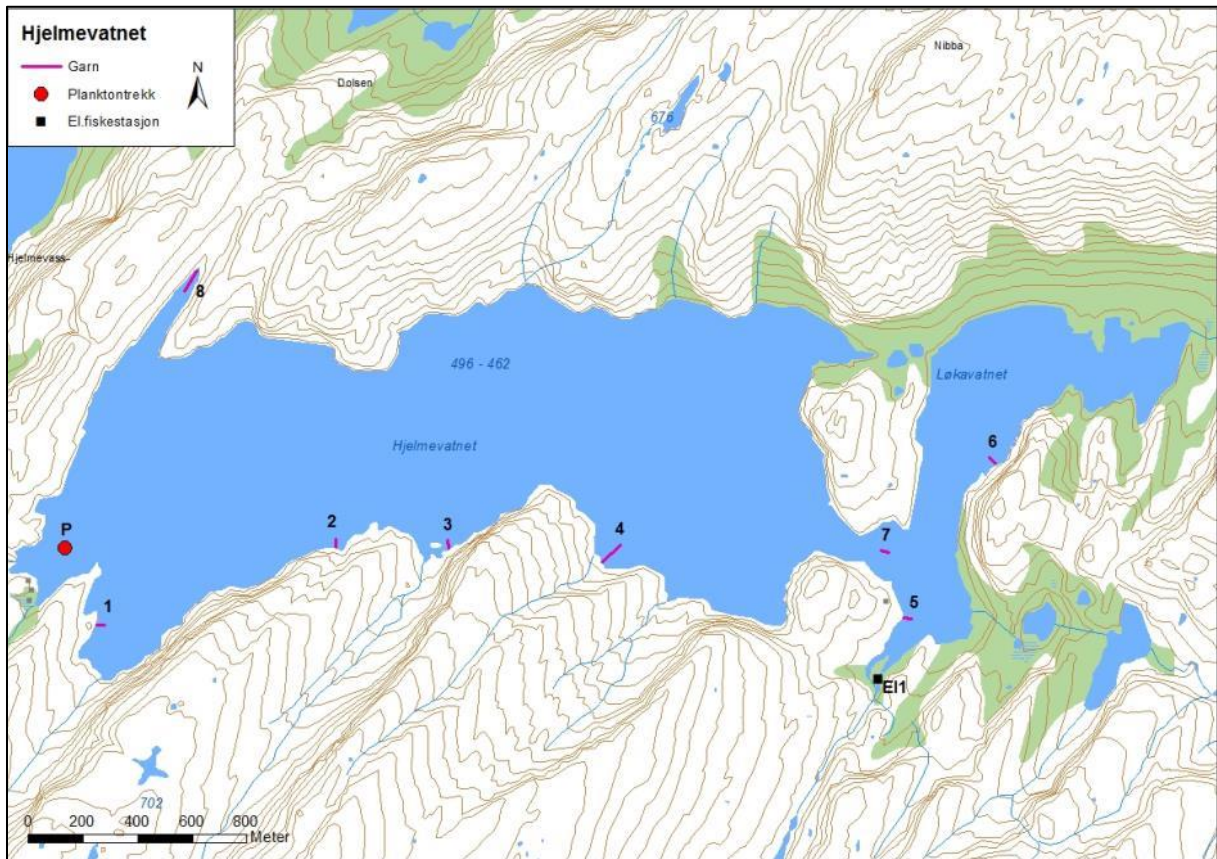 Hjelmevatnet
Garn
N
Planktontrekk
El.fiskestasjon
Nibba
Dolsen
676
Hjelmevass-
8
496 - 462
Løkavatnet
Hjelmevatnet
6
P
2
3
4
7
1
5
El1
702
0 200 400 600 800
Meter